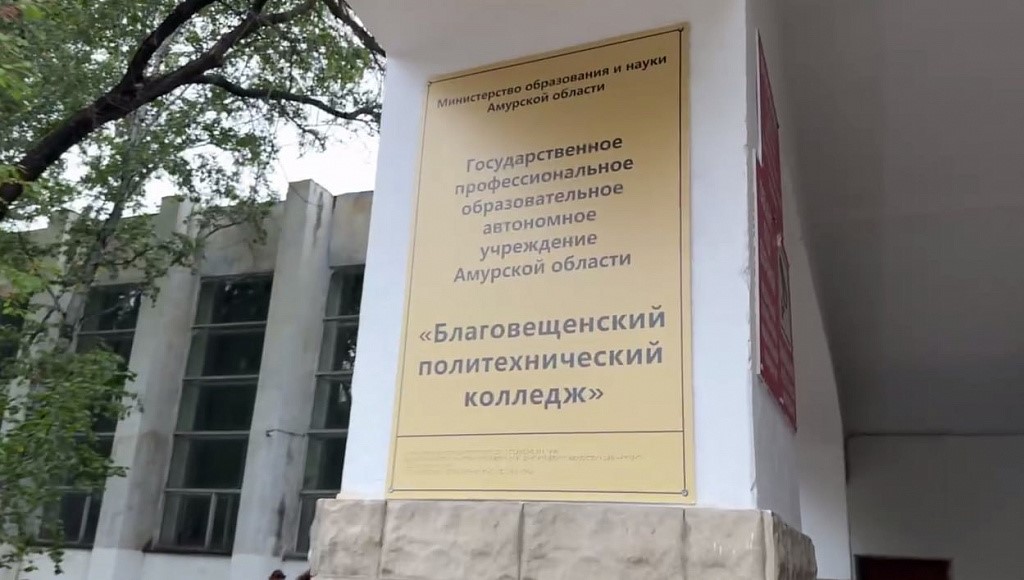 Министерство образования и науки
Амурской области
Государственное
профессиональное
образовательное
автономное
учреждение
Амурской области
«Благовещенский
политехнический
колледж»